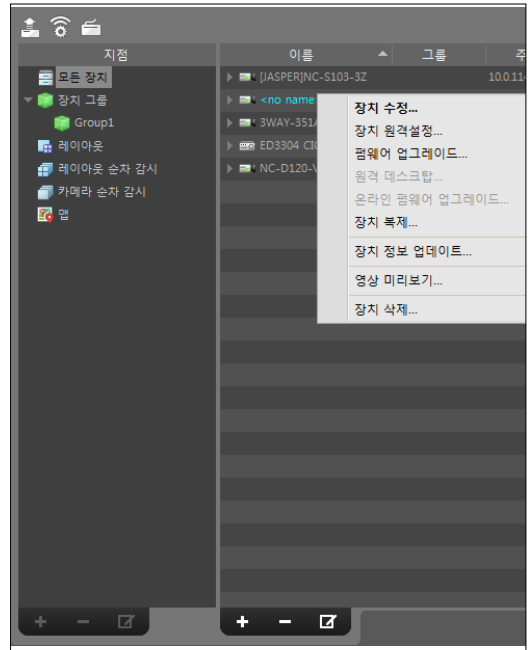 지점
이름 그룹 주
모든 장치
장치 그룹
Group1
레이아웃
레이아웃 순차 감시
카메라 순차 감시
맵
[JASPER]NC-S103-3Z 10.0.114
<no name
3WAY-351A
ED3304 CIC
NC-D120-V
장치 수정...
장치 원격설정...
펌웨어 업그레이드...
원격 데스크탑...
온라인 펌웨어 업그레이드...
장치 복제...
장치 정보 업데이트...
영상 미리보기...
장치 삭제...